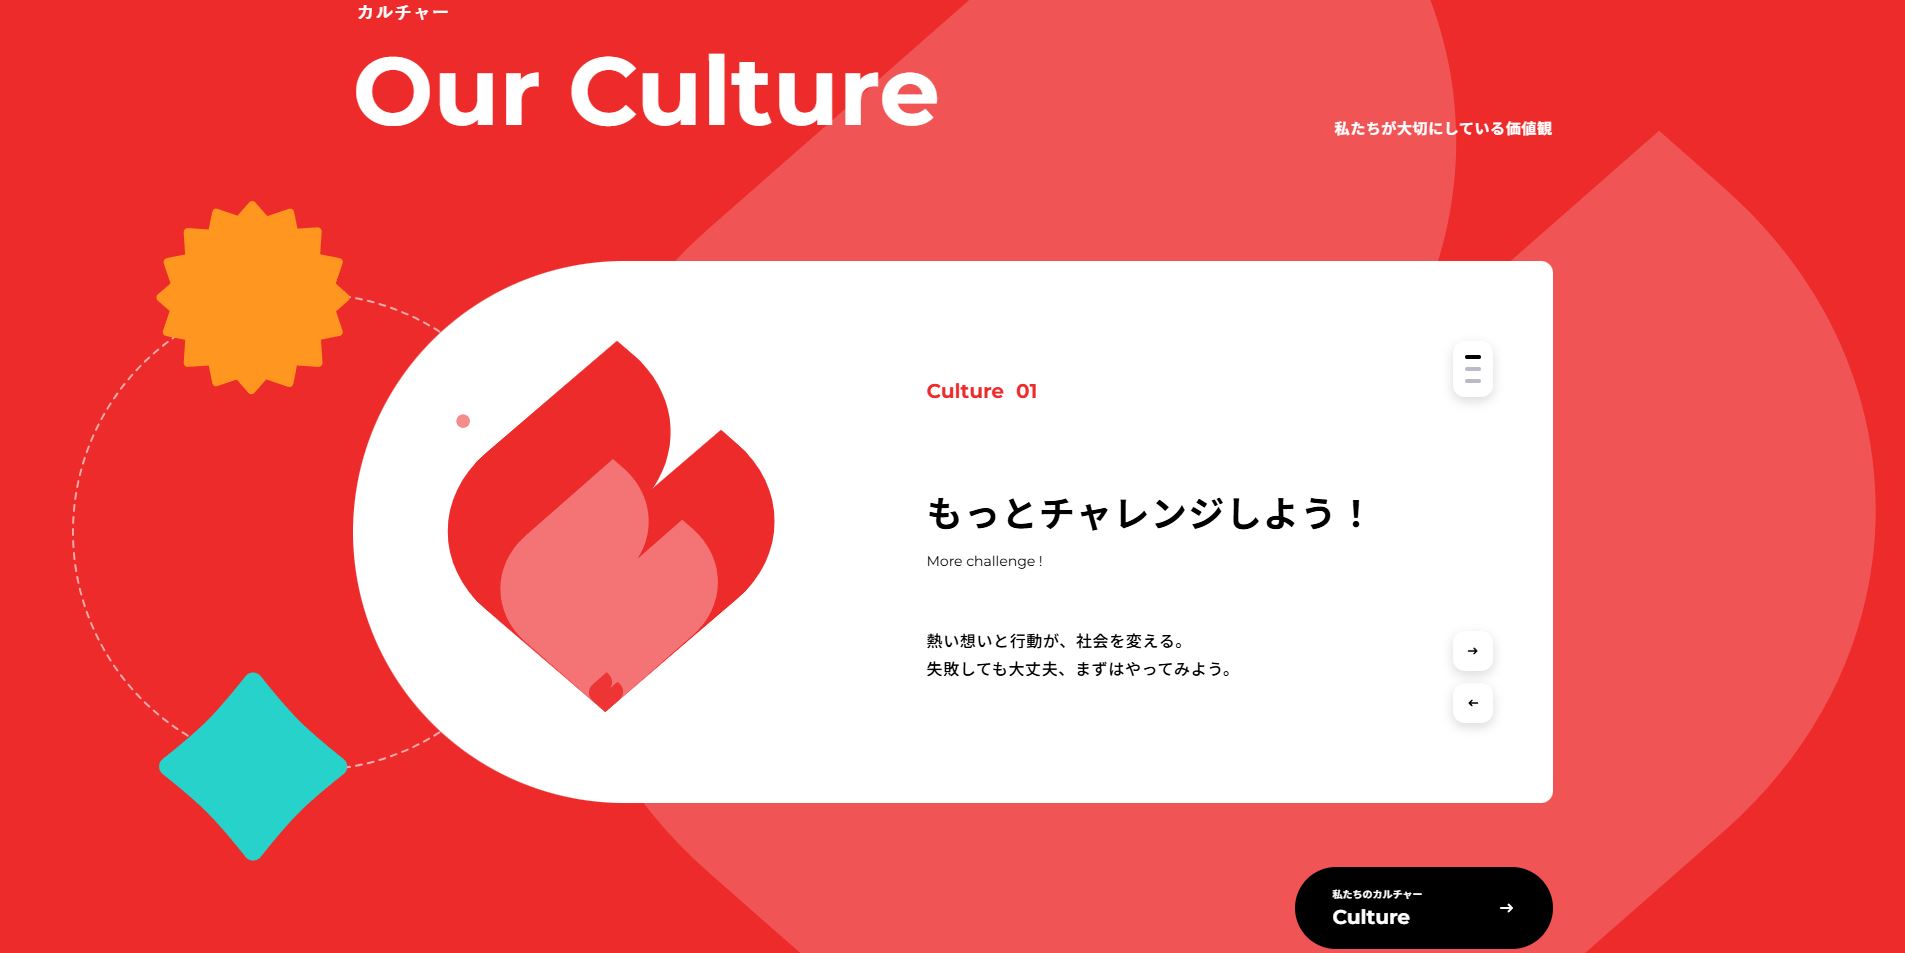 カルチャー
Our Culture
私たちが大切にしている価値観
Culture 01
もっとチャレンジしよう！
More challenge !
熱い想いと行動が、社会を変える。
失敗しても大丈夫、まずはやってみよう。
私たちのカルチャー
Culture